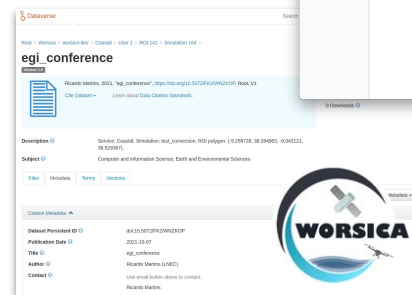 Dataverse
Search
Root > Worsica > worsica-dev > Coastal > User 1 > ROI 141 > Simulation 164 >
egi_conference
Version 1.0
Ricardo Martins, 2021, "egi_conference", https://doi.org/10.5072/FK2/WNZKOP, Root, V1
Cite Dataset
Learn about Data Citation Standards.
0 Downloads
Description
Service: Coastal; Simulation: test_conversion; ROI polygon: (-9.258728, 38.394953, -9.043121, 38.529387).
Subject
Computer and Information Science; Earth and Environmental Sciences
Files Metadata Terms Versions
Metadata
Citation Metadata
Dataset Persistent ID
doi:10.5072/FK2/WNZKOP
Publication Date
2021-10-07
Title
egi_conference
Author
Ricardo Martins (LNEC)
Contact
Use email button above to contact.
Ricardo Martins
WORSICA